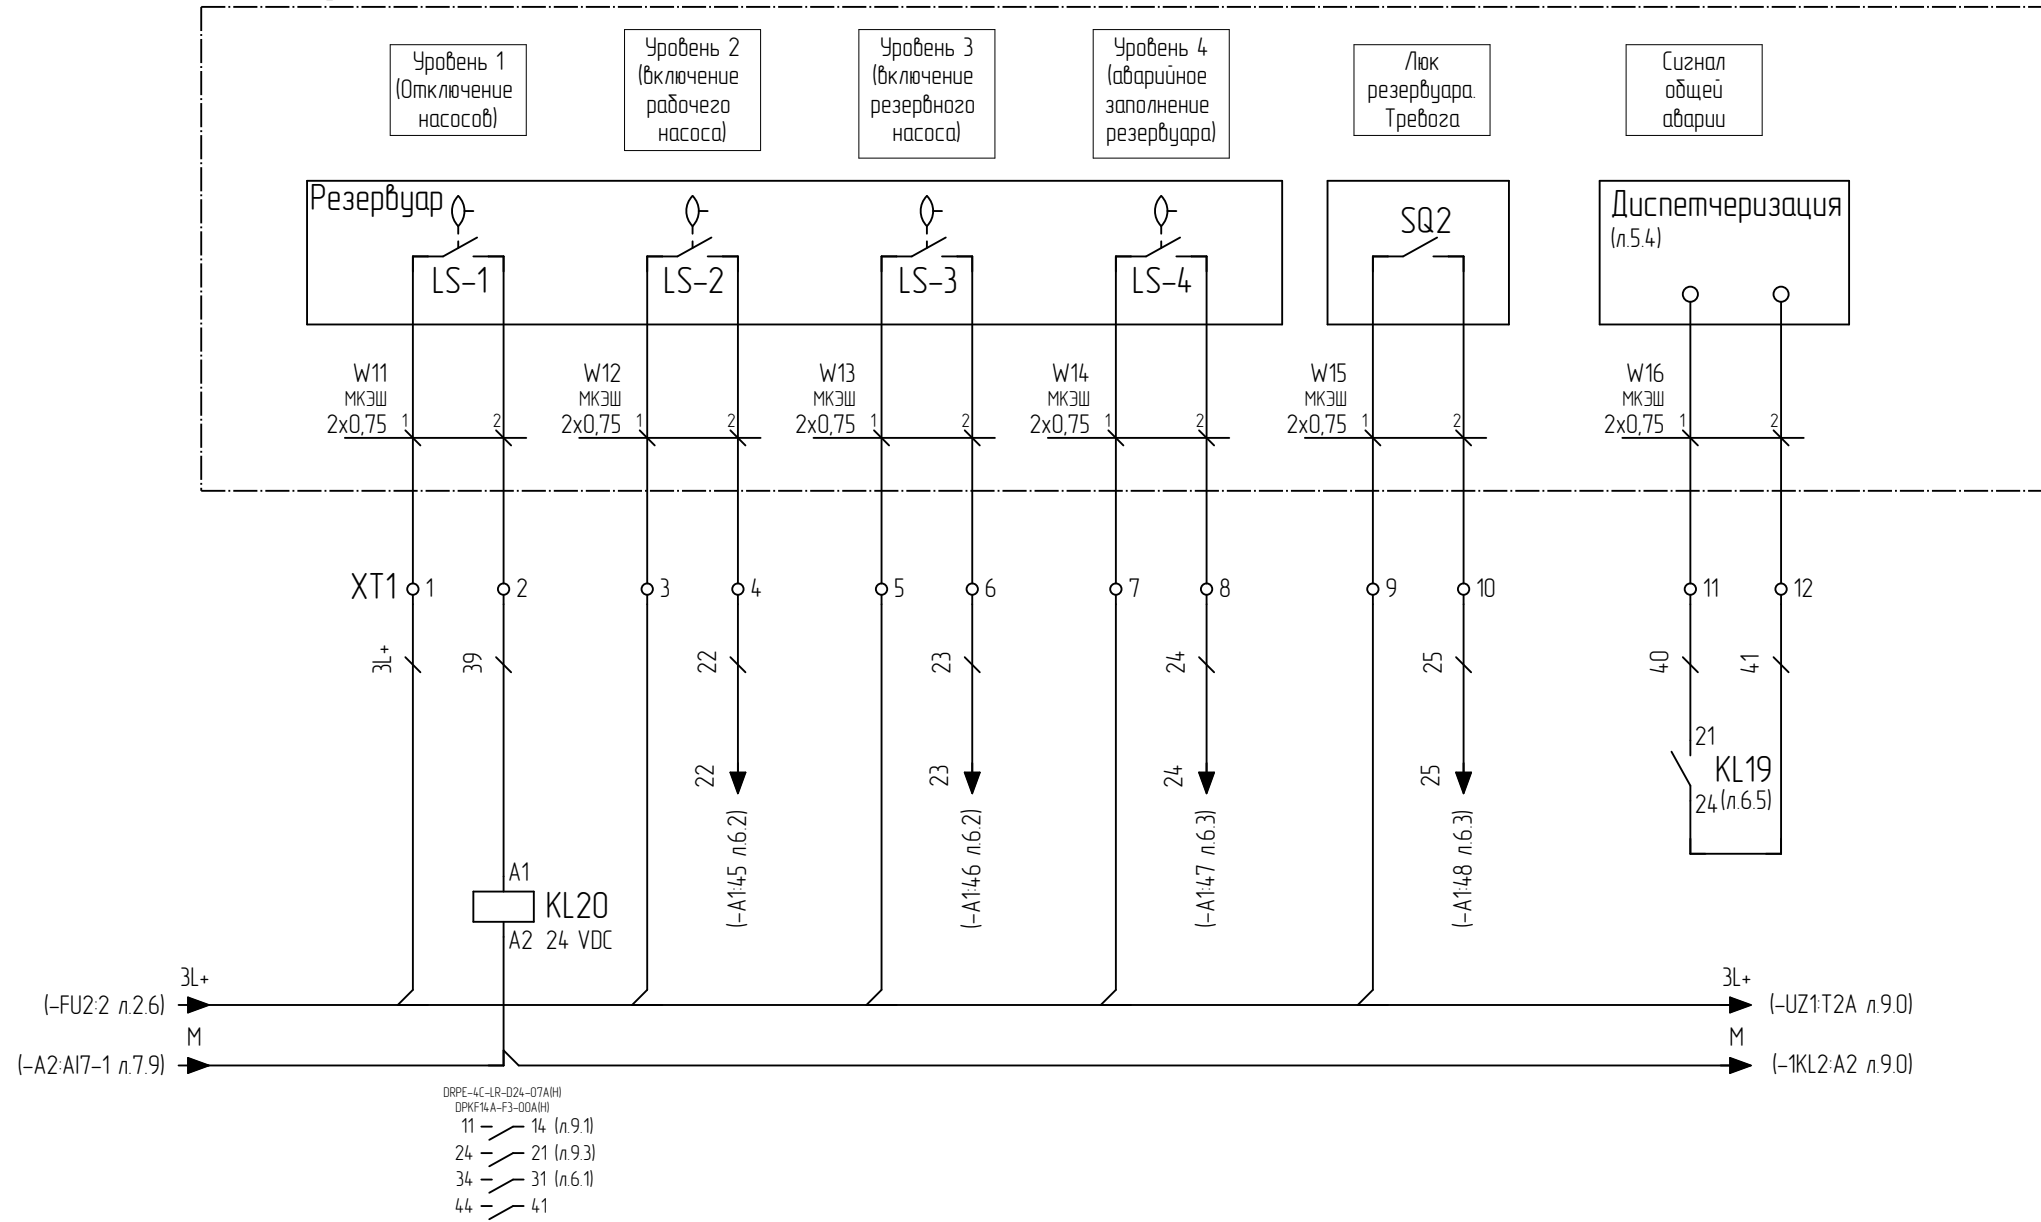 Уровень 1
(Отключение
насосов)
Уровень 2
(включение
рабочего
насоса)
Уровень 3
(включение
резервного
насоса)
Уровень 4
(аварийное
заполнение
резервуара)
Люк
резервуара.
Тревога
Сигнал
общей
аварии
Резервуар
LS-1
LS-2
LS-3
LS-4
SQ2
Диспетчеризация
(л.5.4)
W11
МКЭШ
2x0,75
1
2
W12
МКЭШ
2x0,75
1
2
W13
МКЭШ
2x0,75
1
2
W14
МКЭШ
2x0,75
1
2
W15
МКЭШ
2x0,75
1
2
W16
МКЭШ
2x0,75
1
2
XT1
1
2
3
4
5
6
7
8
9
10
11
12
3L+
39
22
23
24
25
40
41
22
(-A1:45 л.6.2)
23
(-A1:46 л.6.2)
24
(-A1:47 л.6.3)
25
(-A1:48 л.6.3)
21
KL19
24 (л.6.5)
A1
KL20
A2 24 VDC
3L+
(-FU2:2 л.2.6)
3L+
(-UZ1:T2A л.9.0)
M
(-A2:AI7-1 л.7.9)
M
(-1KL2:A2 л.9.0)
DRPE-4C-LR-D24-07A(H)
DPKF14A-F3-00A(H)
11 14 (л.9.1)
24 21 (л.9.3)
34 31 (л.6.1)
44 41